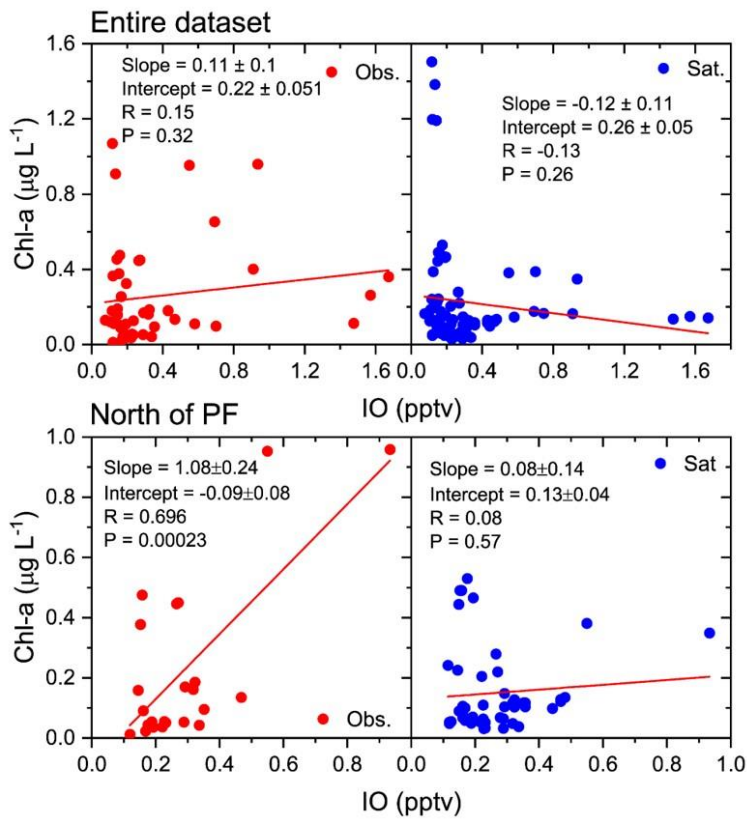 Entire dataset
Chl-a (μg L-1)
1.6
1.2
0.8
0.4
0.0
Slope = 0.11 ± 0.1
Intercept = 0.22 ± 0.051
R = 0.15
P = 0.32
Obs.
0.0 0.4 0.8 1.2 1.6
Sat.
Slope = -0.12 ± 0.11
Intercept = 0.26 ± 0.05
R = -0.13
P = 0.26
0.0 0.4 0.8 1.2 1.6
IO (pptv)
North of PF
Chl-a (μg L-1)
1.0
0.8
0.6
0.4
0.2
0.0
Slope = 1.08±0.24
Intercept = -0.09±0.08
R = 0.696
P = 0.00023
Obs.
0.0 0.2 0.4 0.6 0.8
Sat
Slope = 0.08±0.14
Intercept = 0.13±0.04
R = 0.08
P = 0.57
0.0 0.2 0.4 0.6 0.8 1.0
IO (pptv)